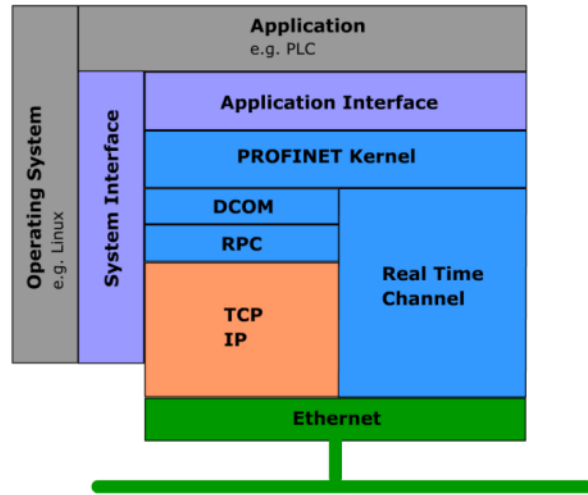 Application
e.g. PLC
Operating System
e.g. Linux
System Interface
Application Interface
PROFINET Kernel
DCOM
RPC
TCP
IP
Real Time
Channel
Ethernet